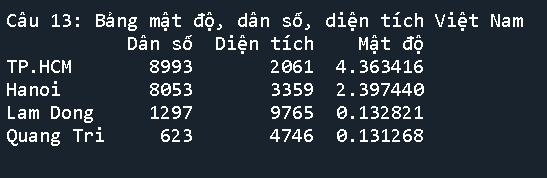 Câu 13: Bảng mật độ, dân số, diện tích Việt Nam
Dân số Diện tích Mật độ
TP.HCM 8993 2061 4.363416
Hanoi 8053 3359 2.397440
Lam Dong 1297 9765 0.132821
Quang Tri 623 4746 0.131268